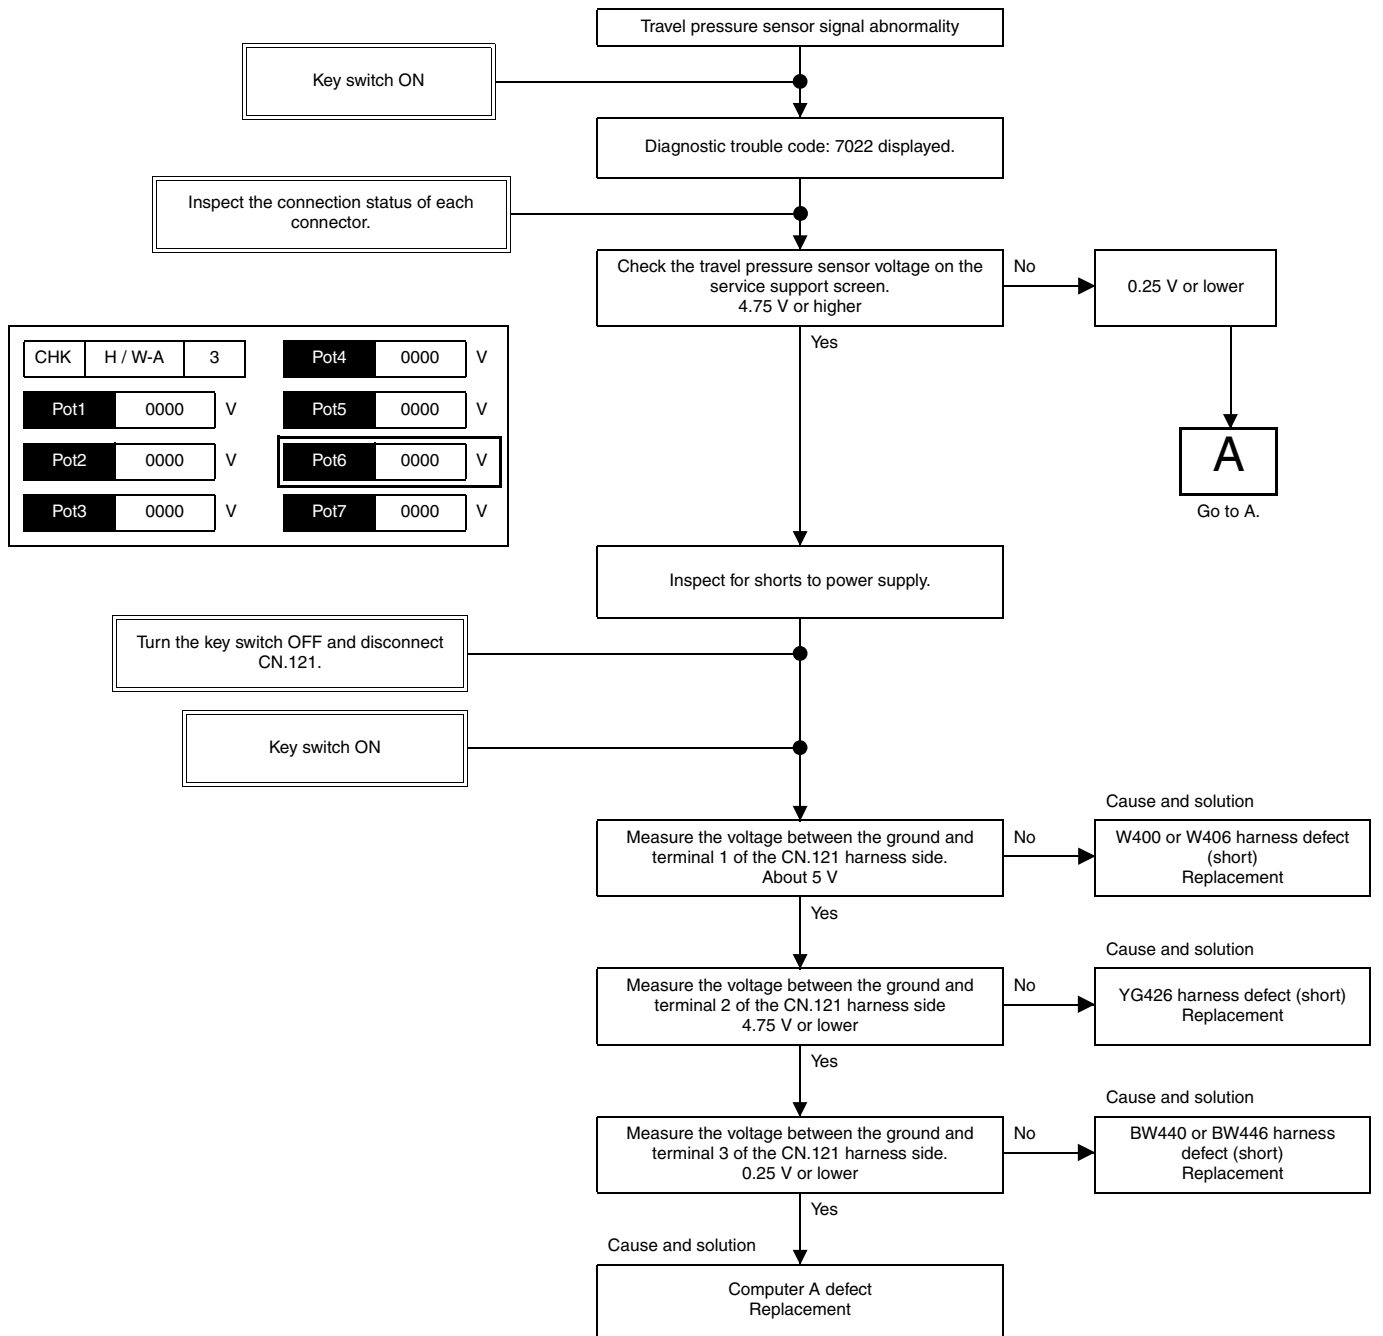 Travel pressure sensor signal abnormality
Key switch ON
Diagnostic trouble code: 7022 displayed.
Inspect the connection status of each
connector.
Check the travel pressure sensor voltage on the
service support screen.
4.75 V or higher
No
0.25 V or lower
Yes
A
Go to A.
CHK H / W-A 3
Pot1 0000 V
Pot2 0000 V
Pot3 0000 V
Pot4 0000 V
Pot5 0000 V
Pot6 0000 V
Pot7 0000 V
Inspect for shorts to power supply.
Turn the key switch OFF and disconnect
CN.121.
Key switch ON
Measure the voltage between the ground and
terminal 1 of the CN.121 harness side.
About 5 V
No
Cause and solution
W400 or W406 harness defect
(short)
Replacement
Yes
Measure the voltage between the ground and
terminal 2 of the CN.121 harness side
4.75 V or lower
No
Cause and solution
YG426 harness defect (short)
Replacement
Yes
Measure the voltage between the ground and
terminal 3 of the CN.121 harness side.
0.25 V or lower
No
Cause and solution
BW440 or BW446 harness
defect (short)
Replacement
Yes
Cause and solution
Computer A defect
Replacement